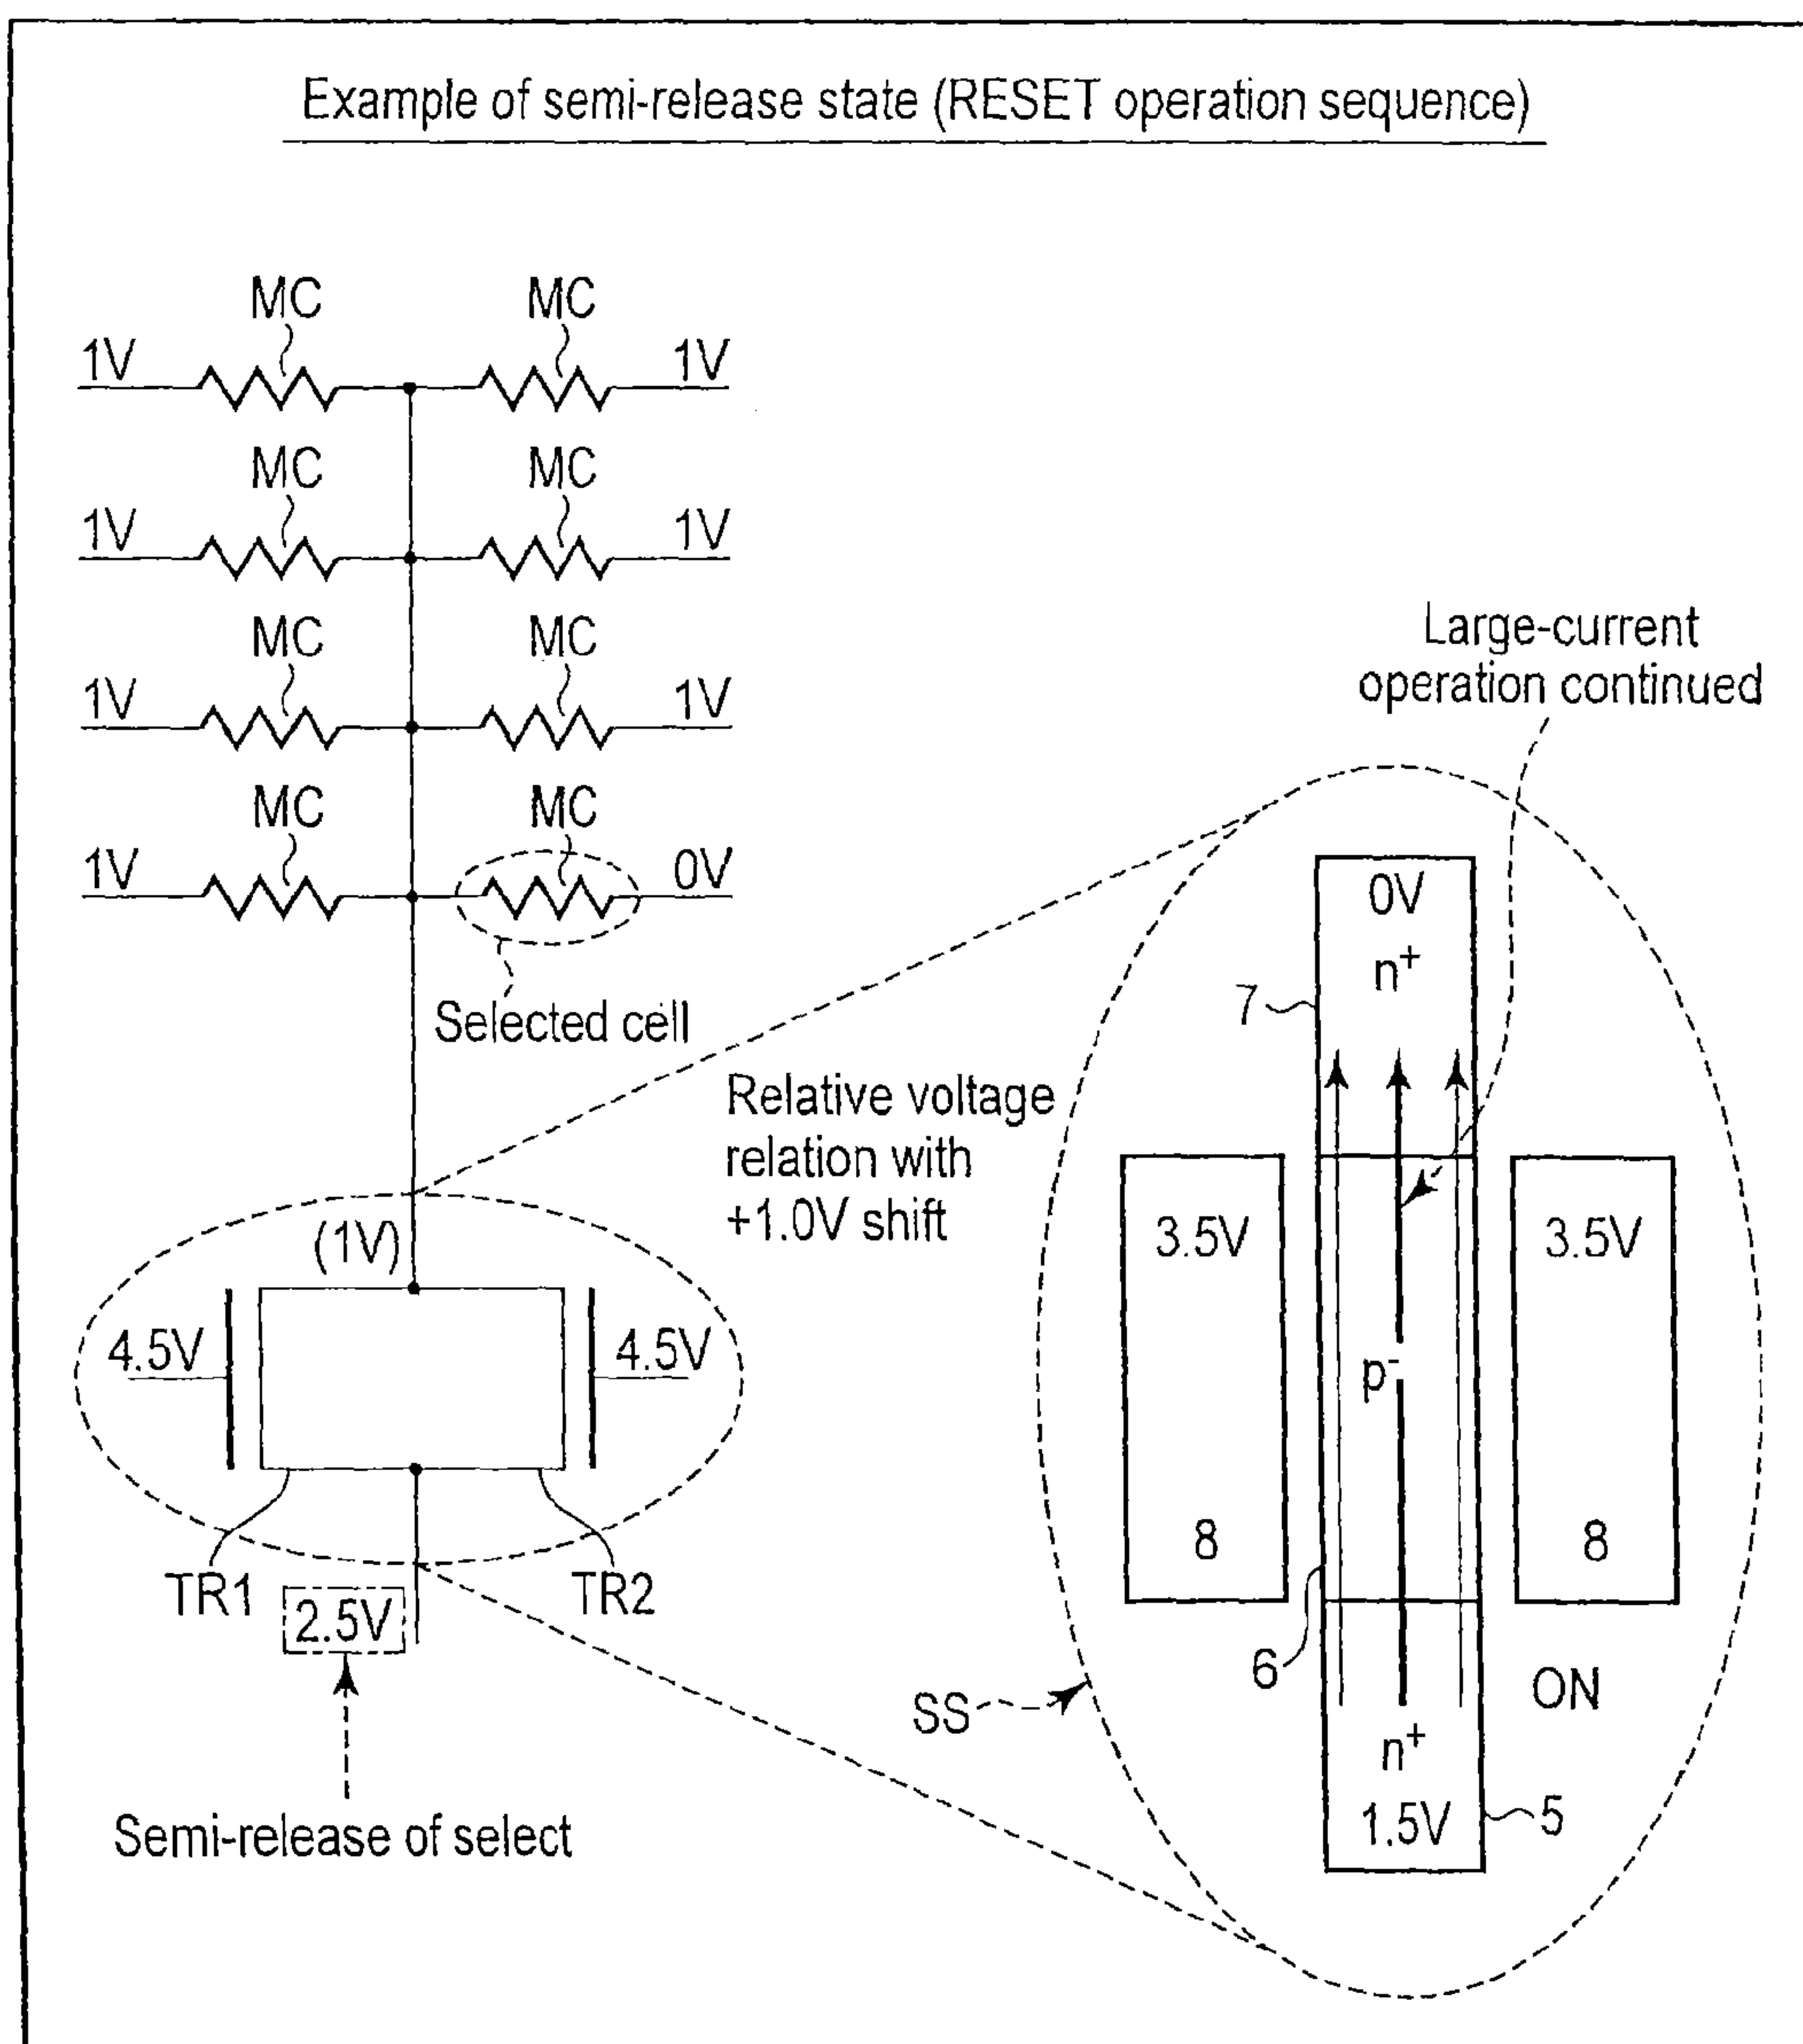 Example of semi-release state (RESET operation sequence)
MC MC
1V 1V
MC MC
1V 1V
MC MC
1V 1V
MC MC
1V 0V
Selected cell
Large-current
operation continued
Relative voltage
relation with
+1.0V shift
(1V)
4.5V 4.5V
TR1 TR2
2.5V
Semi-release of select
0V
n+
7
3.5V 3.5V
p-
8 8
6
SS
ON
n+
1.5V
5